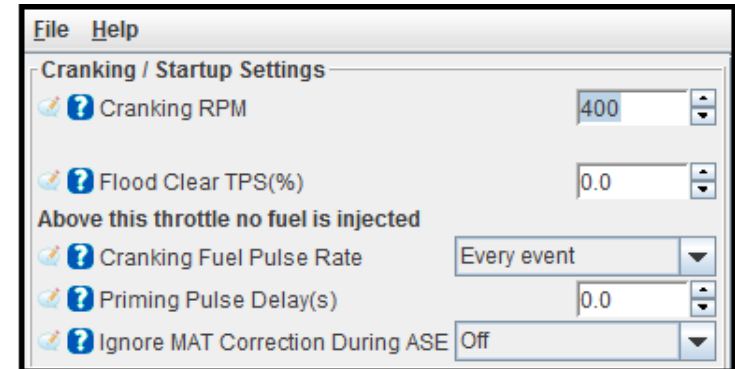 File Help
Cranking / Startup Settings
? Cranking RPM 400
? Flood Clear TPS(%) 0.0
Above this throttle no fuel is injected
? Cranking Fuel Pulse Rate Every event
? Priming Pulse Delay(s) 0.0
? Ignore MAT Correction During ASE Off